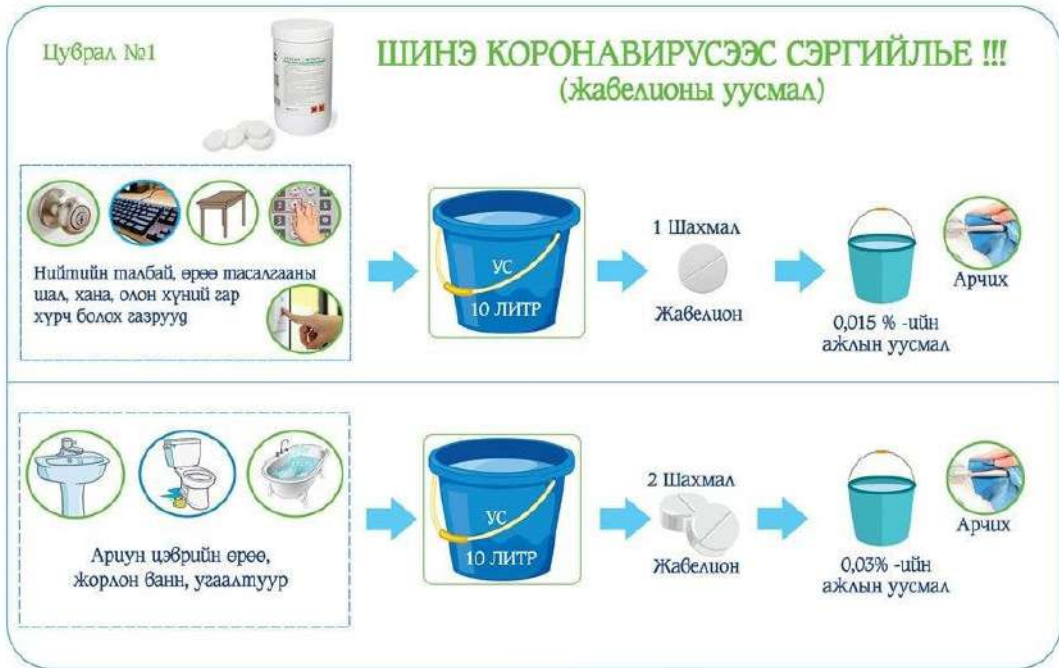 Цуврал №1
ШИНЭ КОРОНАВИРУСЭЭС СЭРГИЙЛЬЕ !!!
(жавелионы уусмал)
Нийтийн талбай, өрөө тасалгааны
шал, хана, олон хүний гар
хүрч болох газрууд
УС
10 ЛИТР
1 Шахмал
Жавелион
0,015 % -ийн
ажлын уусмал
Арчих
Ариун цэврийн өрөө,
жорлон ванн, угаалтуур
УС
10 ЛИТР
2 Шахмал
Жавелион
0,03% -ийн
ажлын уусмал
Арчих